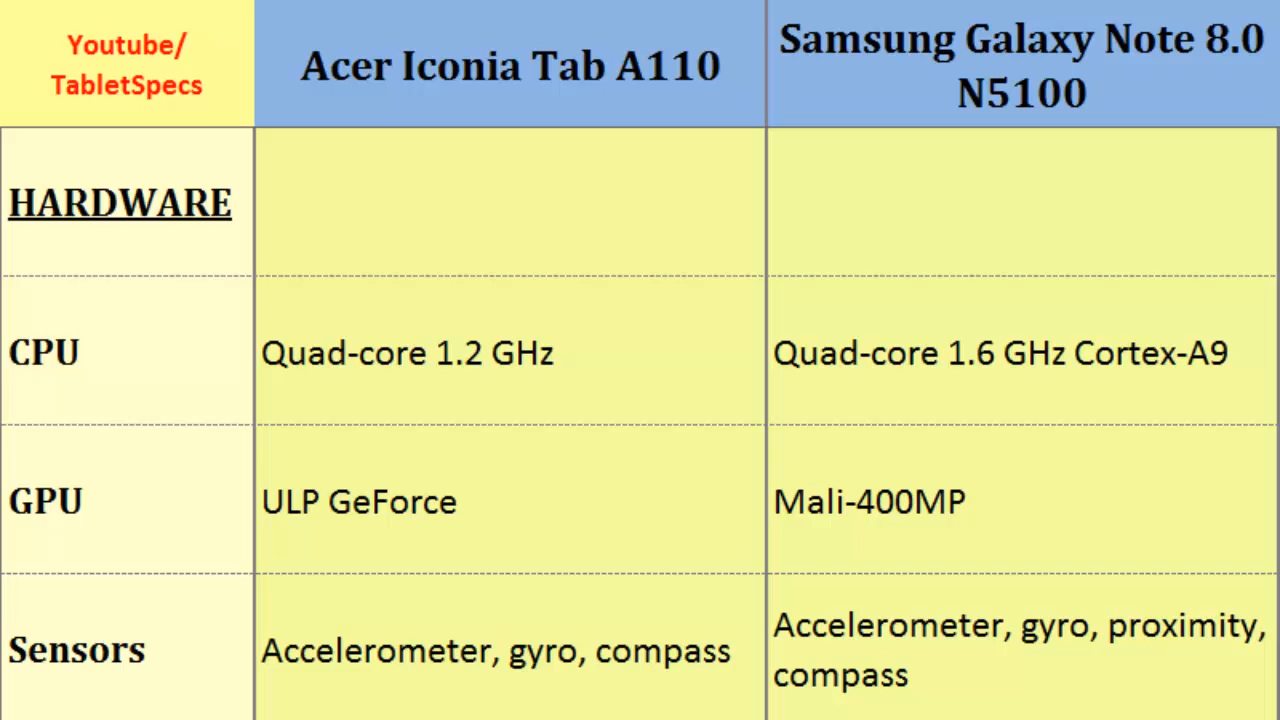 Youtube/
TabletSpecs
Acer Iconia Tab A110
Samsung Galaxy Note 8.0
N5100
HARDWARE
CPU
Quad-core 1.2 GHz
Quad-core 1.6 GHz Cortex-A9
GPU
ULP GeForce
Mali-400MP
Sensors
Accelerometer, gyro, compass
Accelerometer, gyro, proximity,
compass